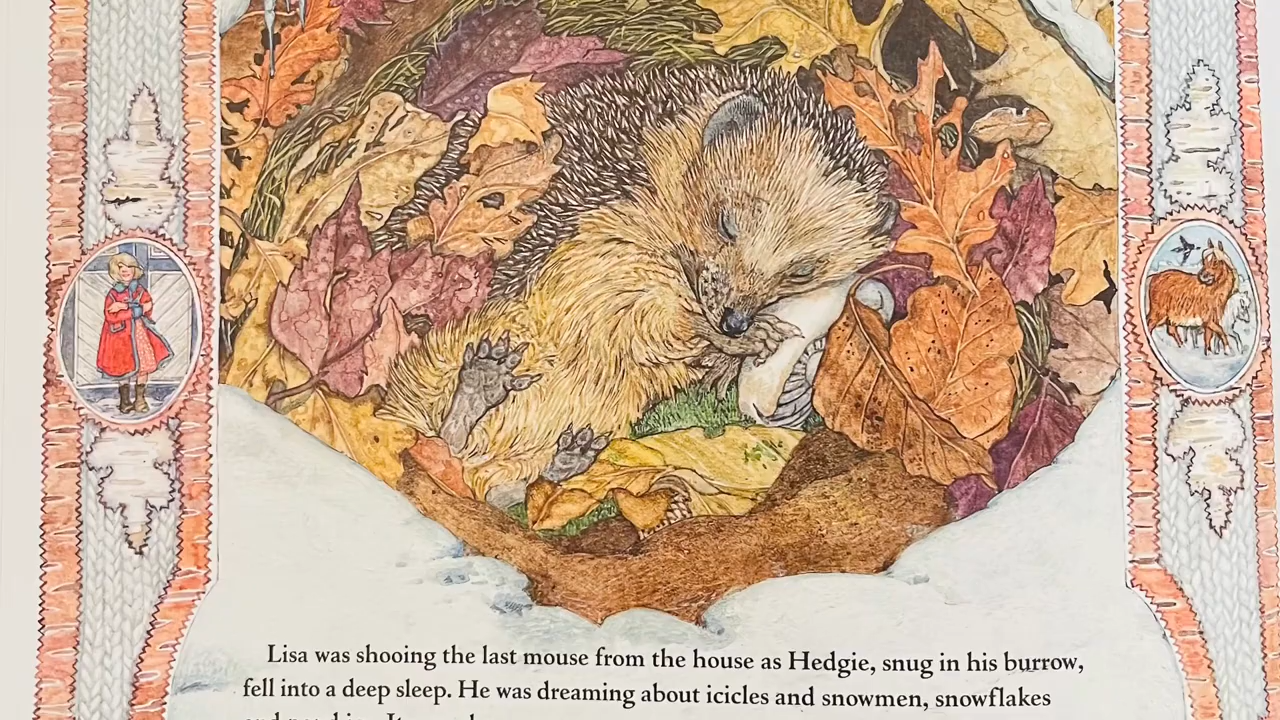 Lisa was shooing the last mouse from the house as Hedgie, snug in his burrow,
fell into a deep sleep. He was dreaming about icicles and snowmen, snowflakes